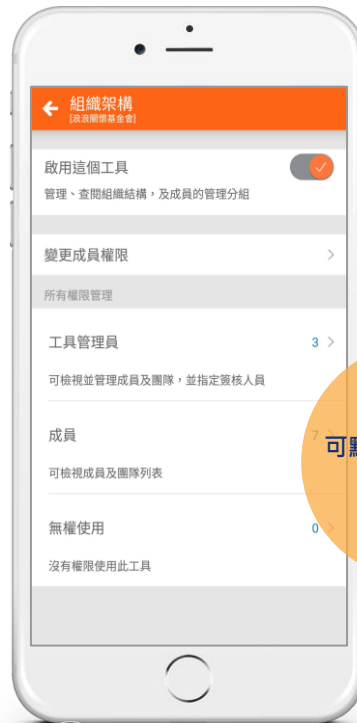 組織架構
[浪浪關懷基金會]
啟用這個工具
管理、查閱組織結構，及成員的管理分組
變更成員權限
所有權限管理
工具管理員 3
可檢視並管理成員及團隊，並指定簽核人員
成員 7
可點
可檢視成員及團隊列表
無權使用 0
沒有權限使用此工具